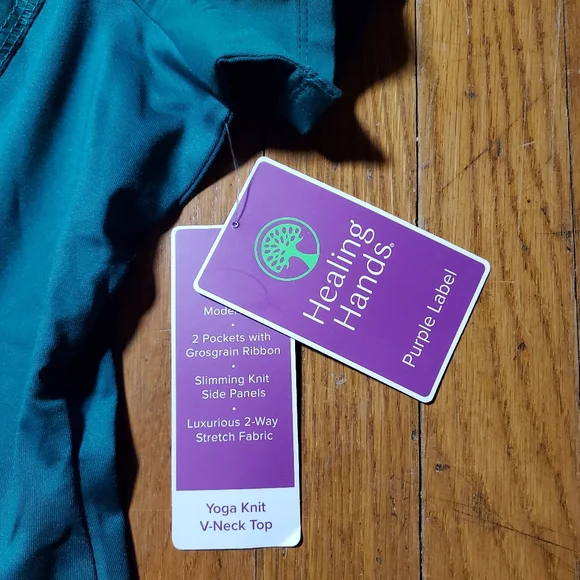 Healing
Hands®
Purple Label
Model
•
2 Pockets with
Grosgrain Ribbon
•
Slimming Knit
Side Panels
•
Luxurious 2-Way
Stretch Fabric
Yoga Knit
V-Neck Top